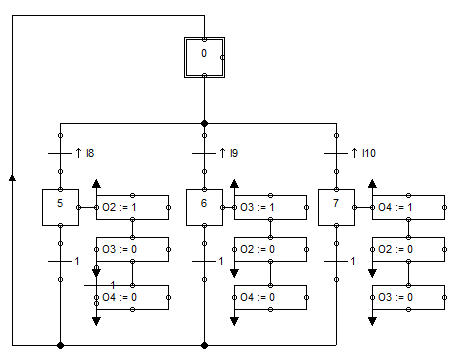 0
↑ I8
↑ I9
↑ I10
5
O2 := 1
6
O3 := 1
7
O4 := 1
O3 := 0
O2 := 0
O2 := 0
1
1
1
1
O4 := 0
O4 := 0
O3 := 0